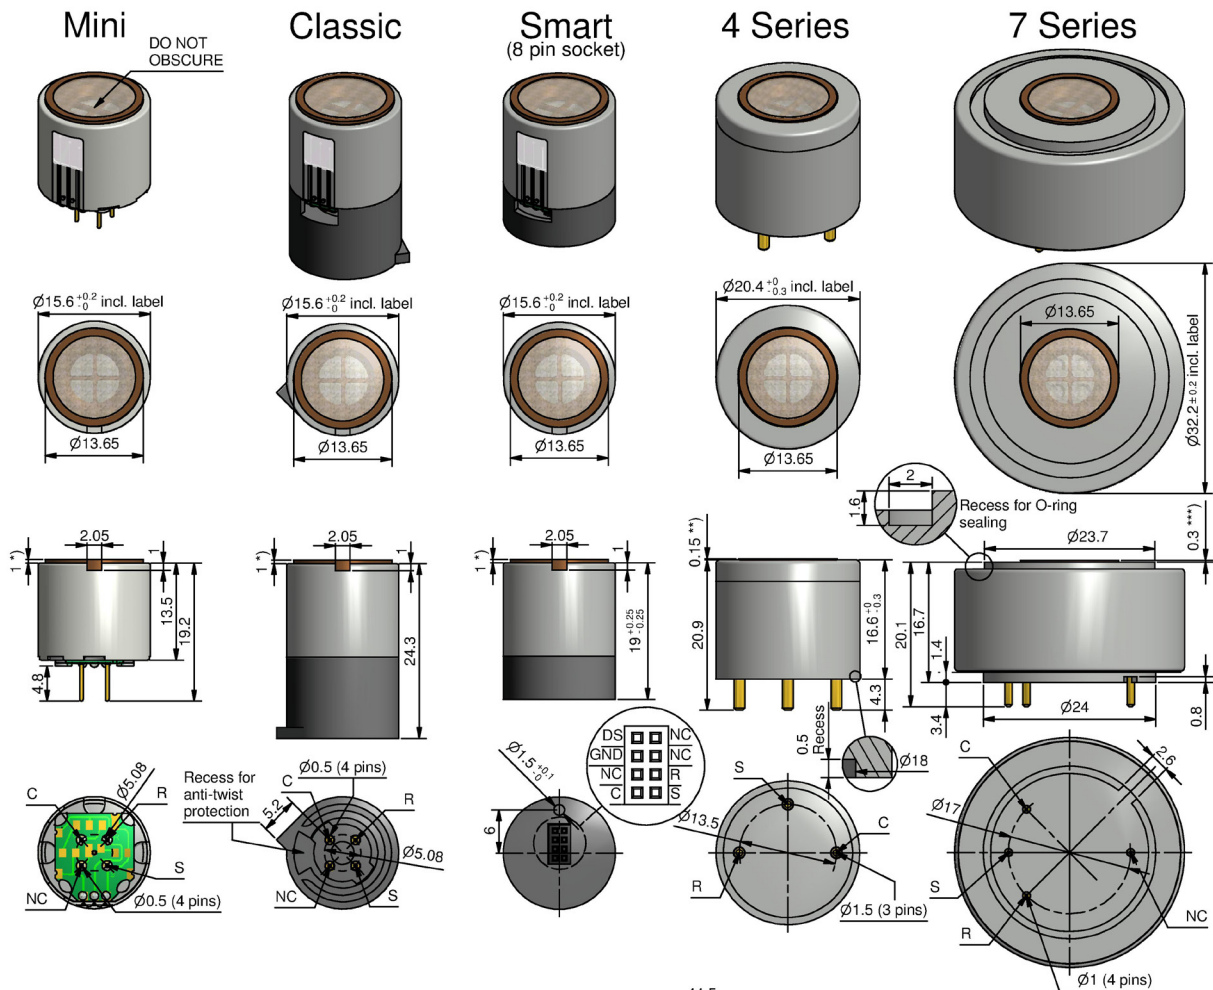 Mini
Classic
Smart
(8 pin socket)
4 Series
7 Series
DO NOT
OBSCURE
Ø15.6 +0.2 -0 incl. label
Ø15.6 +0.2 -0 incl. label
Ø15.6 +0.2 -0 incl. label
Ø20.4 +0 -0.3 incl. label
Ø13.65
Ø32.2 ± 0.2 incl. label
Ø13.65
Ø13.65
Ø13.65
Ø13.65
2
1.6
Recess for O-ring
sealing
2.05
1
1 *)
13.5
19.2
4.8
2.05
1
1 *)
24.3
2.05
1
1 *)
19 +0.25 -0.25
0.15 **)
20.9
16.6 +0 -0.3
4.3
Ø23.7
0.3 ***)
20.1
16.7
1.4
3.4
Ø24
0.8
0.5
Recess
Ø18
DS
NC
GND
NC
NC
R
C
S
Ø5.08
C
R
S
NC
Ø0.5 (4 pins)
Recess for
anti-twist
protection
5.2
Ø0.5 (4 pins)
C
R
Ø5.08
NC
S
Ø1.5 +0.1 -0
6
S
Ø13.5
C
R
Ø1.5 (3 pins)
C
2.6
Ø17
S
R
NC
Ø1 (4 pins)